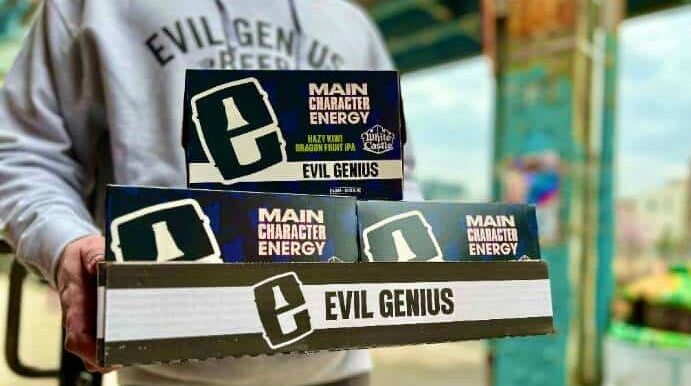 EVIL GENIUS
BEER
MAIN
CHARACTER
ENERGY
HAZY KIWI
DRAGON FRUIT IPA
White
Castle
e
EVIL GENIUS
MAIN
CHARACTER
ENERGY
MAIN
CHARACTER
ENERGY
e
EVIL GENIUS